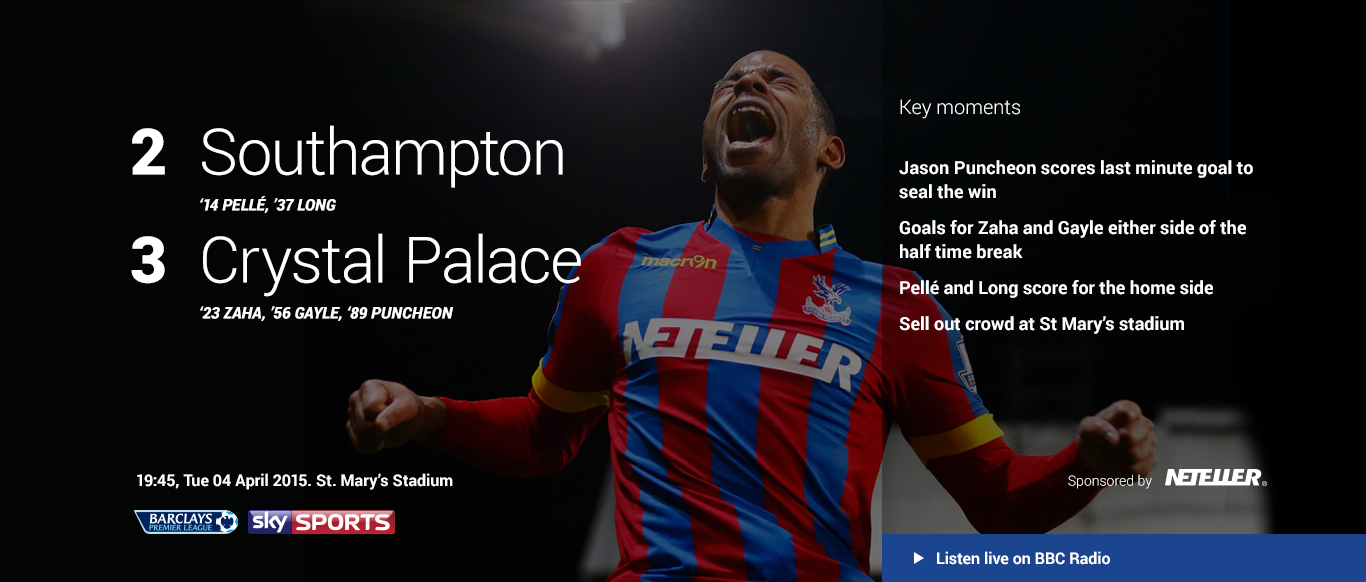 2 Southampton
‘14 PELLÉ, ’37 LONG
3 Crystal Palace
‘23 ZAHA, ’56 GAYLE, ‘89 PUNCHEON
19:45, Tue 04 April 2015. St. Mary’s Stadium
BARCLAYS
PREMIER LEAGUE
sky SPORTS
macron
NETELLER
Key moments
Jason Puncheon scores last minute goal to
seal the win
Goals for Zaha and Gayle either side of the
half time break
Pellé and Long score for the home side
Sell out crowd at St Mary’s stadium
Sponsored by NETELLER®
Listen live on BBC Radio